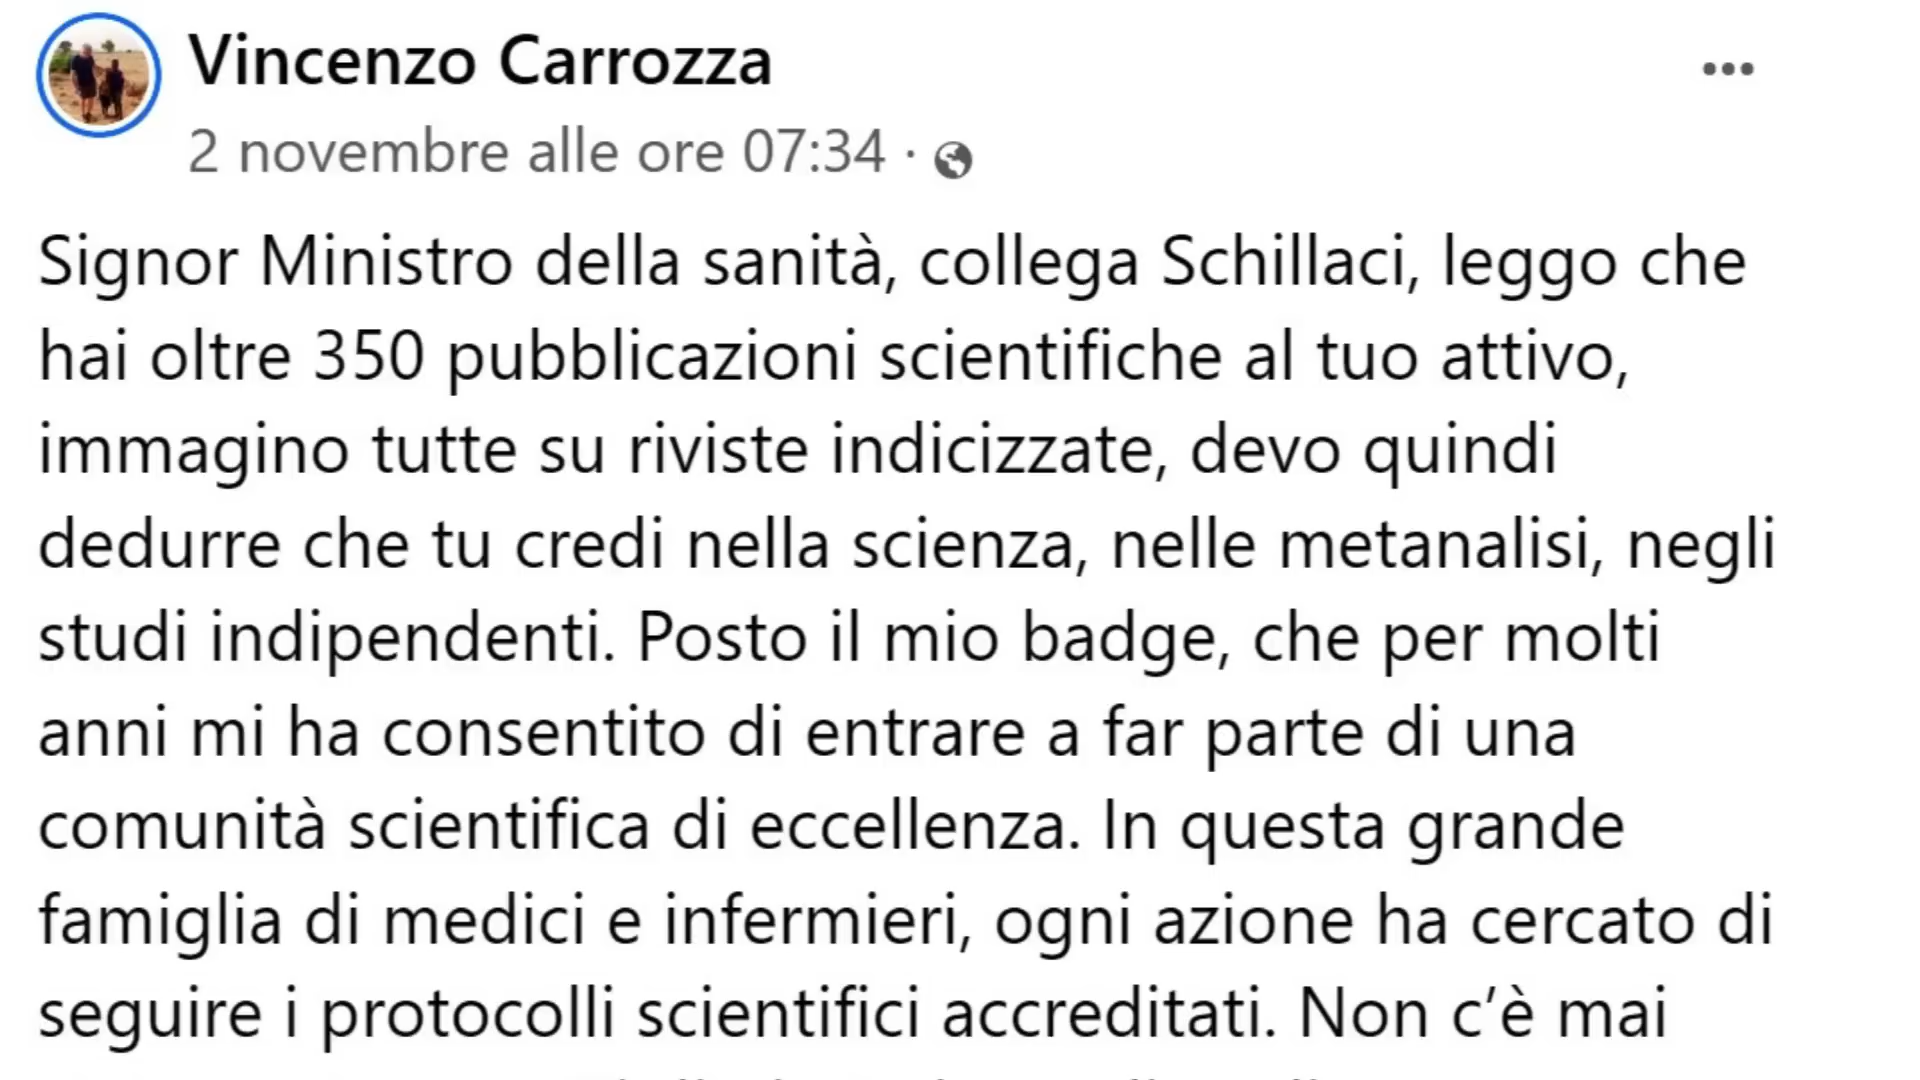 Vincenzo Carrozza
2 novembre alle ore 07:34 ·
Signor Ministro della sanità, collega Schillaci, leggo che
hai oltre 350 pubblicazioni scientifiche al tuo attivo,
immagino tutte su riviste indicizzate, devo quindi
dedurre che tu credi nella scienza, nelle metanalisi, negli
studi indipendenti. Posto il mio badge, che per molti
anni mi ha consentito di entrare a far parte di una
comunità scientifica di eccellenza. In questa grande
famiglia di medici e infermieri, ogni azione ha cercato di
seguire i protocolli scientifici accreditati. Non c’è mai